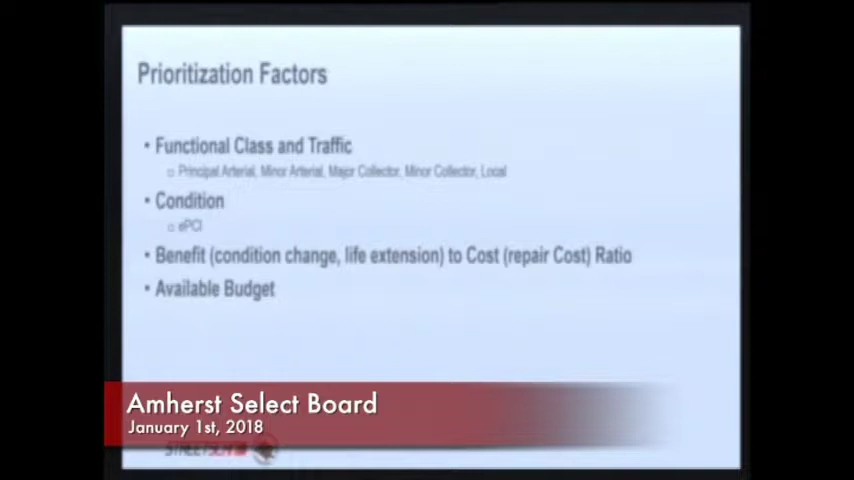 Prioritization Factors
• Functional Class and Traffic
▫ Principal Arterial, Minor Arterial, Major Collector, Minor Collector, Local
• Condition
▫ ePCI
• Benefit (condition change, life extension) to Cost (repair Cost) Ratio
• Available Budget
Amherst Select Board
January 1st, 2018